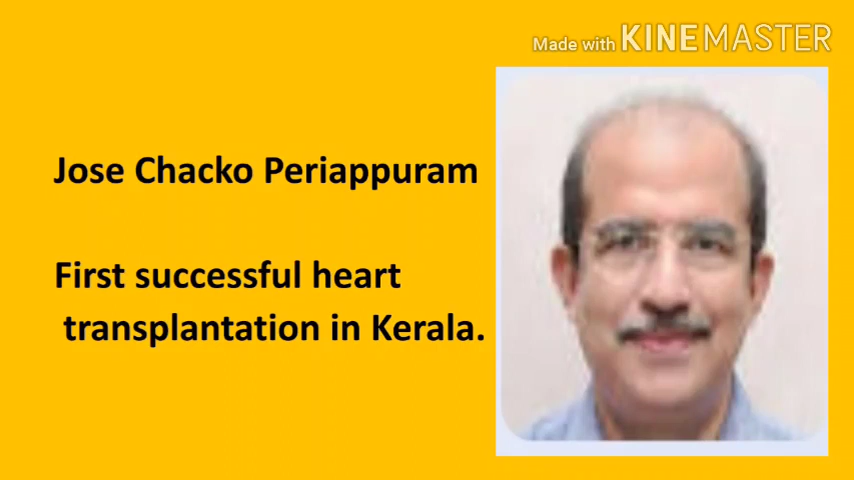 Made with KINEMASTER
Jose Chacko Periappuram
First successful heart
transplantation in Kerala.